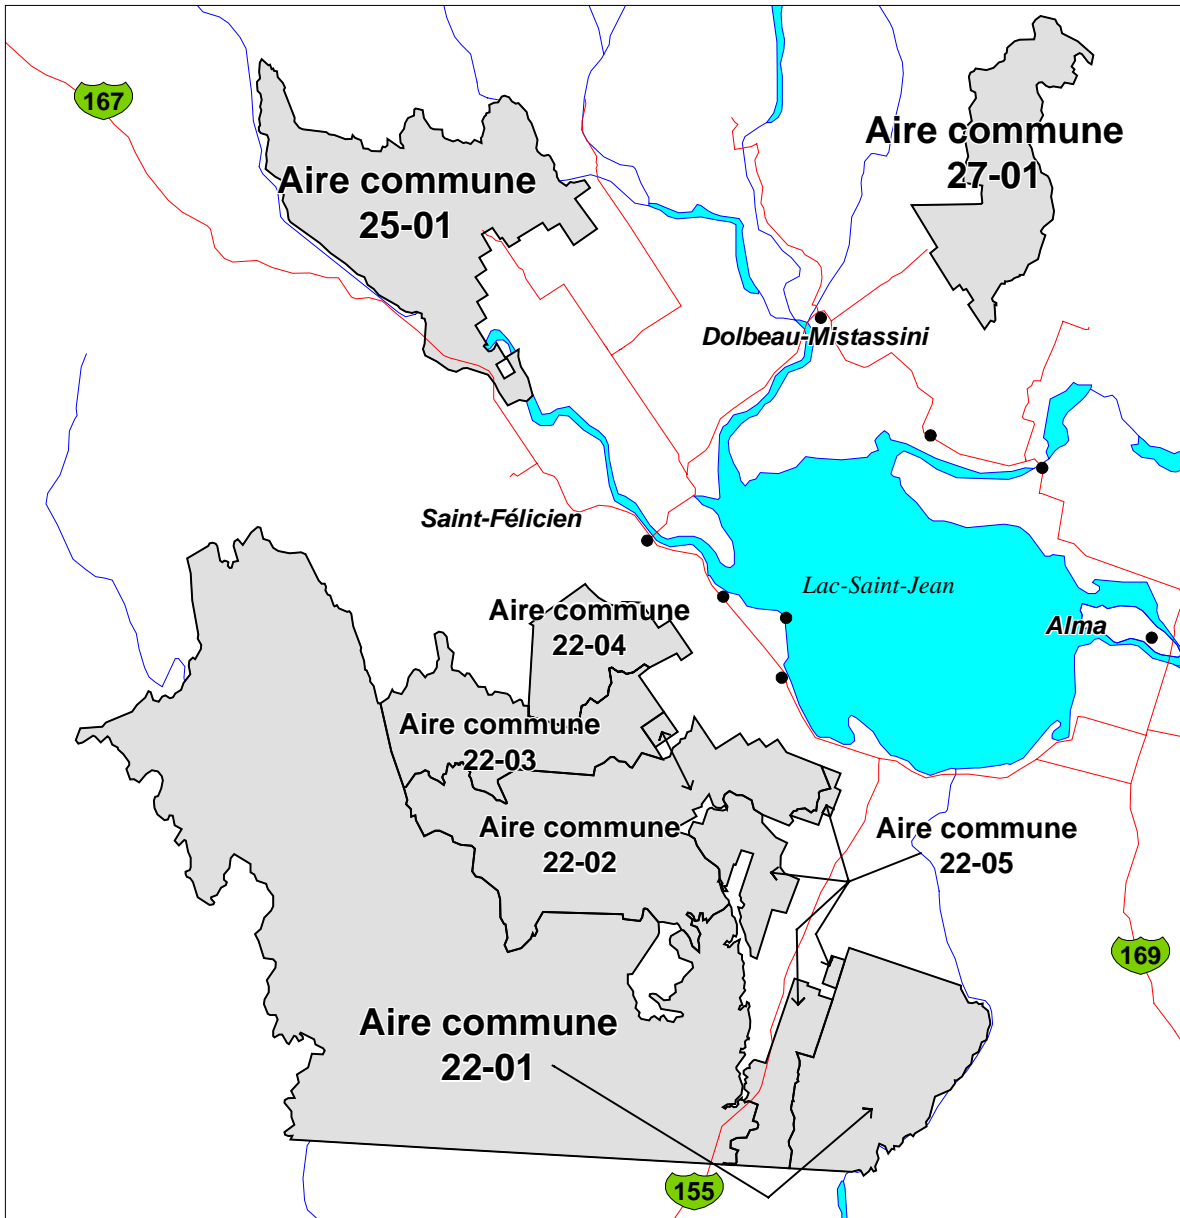 167
Aire commune
27-01
Aire commune
25-01
Dolbeau-Mistassini
Saint-Félicien
Lac-Saint-Jean
Aire commune
22-04
Alma
Aire commune
22-03
Aire commune
22-02
Aire commune
22-05
169
Aire commune
22-01
155